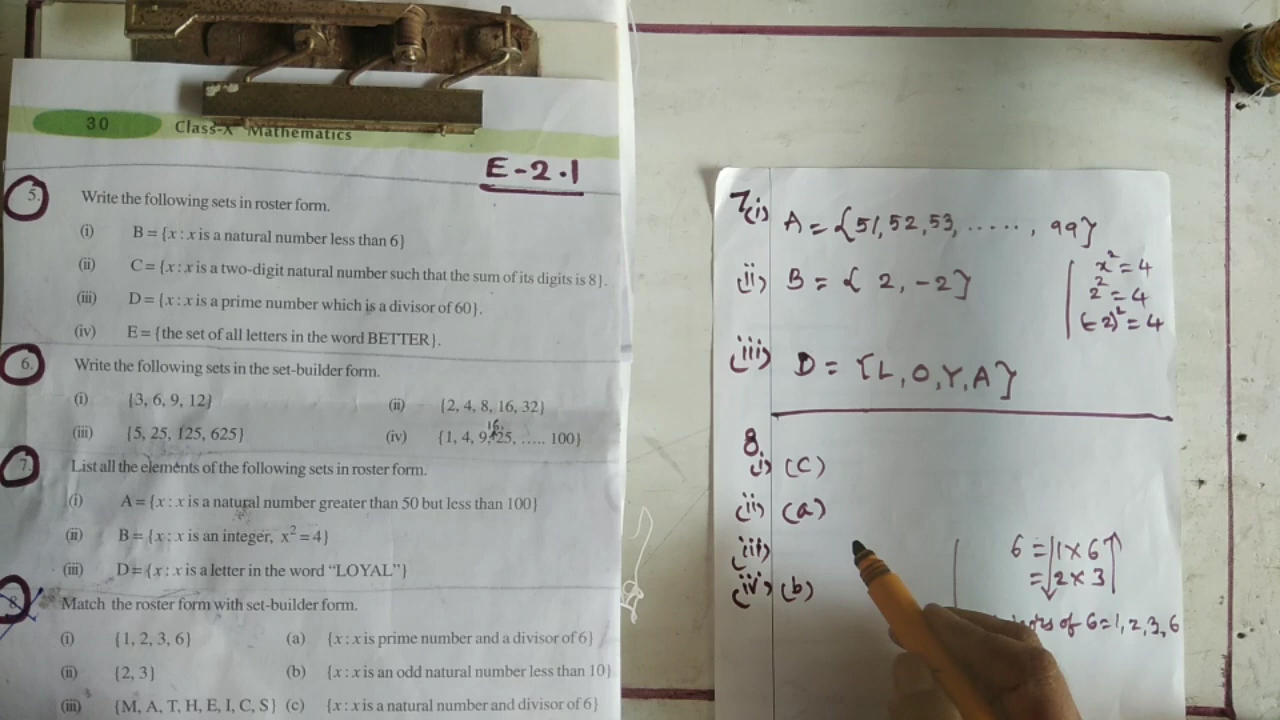 30 Class-X Mathematics
E-2.1
5. Write the following sets in roster form.
(i) B = {x : x is a natural number less than 6}
(ii) C = {x : x is a two-digit natural number such that the sum of its digits is 8}.
(iii) D = {x : x is a prime number which is a divisor of 60}.
(iv) E = {the set of all letters in the word BETTER}.
6. Write the following sets in the set-builder form.
(i) {3, 6, 9, 12} (ii) {2, 4, 8, 16, 32}
16,
(iii) {5, 25, 125, 625} (iv) {1, 4, 9, 25, ..... 100}
7. List all the elements of the following sets in roster form.
(i) A = {x : x is a natural number greater than 50 but less than 100}
(ii) B = {x : x is an integer, x² = 4}
(iii) D = {x : x is a letter in the word “LOYAL”}
8. Match the roster form with set-builder form.
(i) {1, 2, 3, 6} (a) {x : x is prime number and a divisor of 6}
(ii) {2, 3} (b) {x : x is an odd natural number less than 10}
(iii) {M, A, T, H, E, I, C, S} (c) {x : x is a natural number and divisor of 6}
7(i) A = {51, 52, 53, ....., 99}
x² = 4
(ii) B = { 2, -2}
2² = 4
(-2)² = 4
(iii) D = {L, O, Y, A}
8.
(i) (C)
(ii) (a)
(iii)
6 = 1 × 6
= 2 × 3
(iv) (b)
of 6 = 1, 2, 3, 6